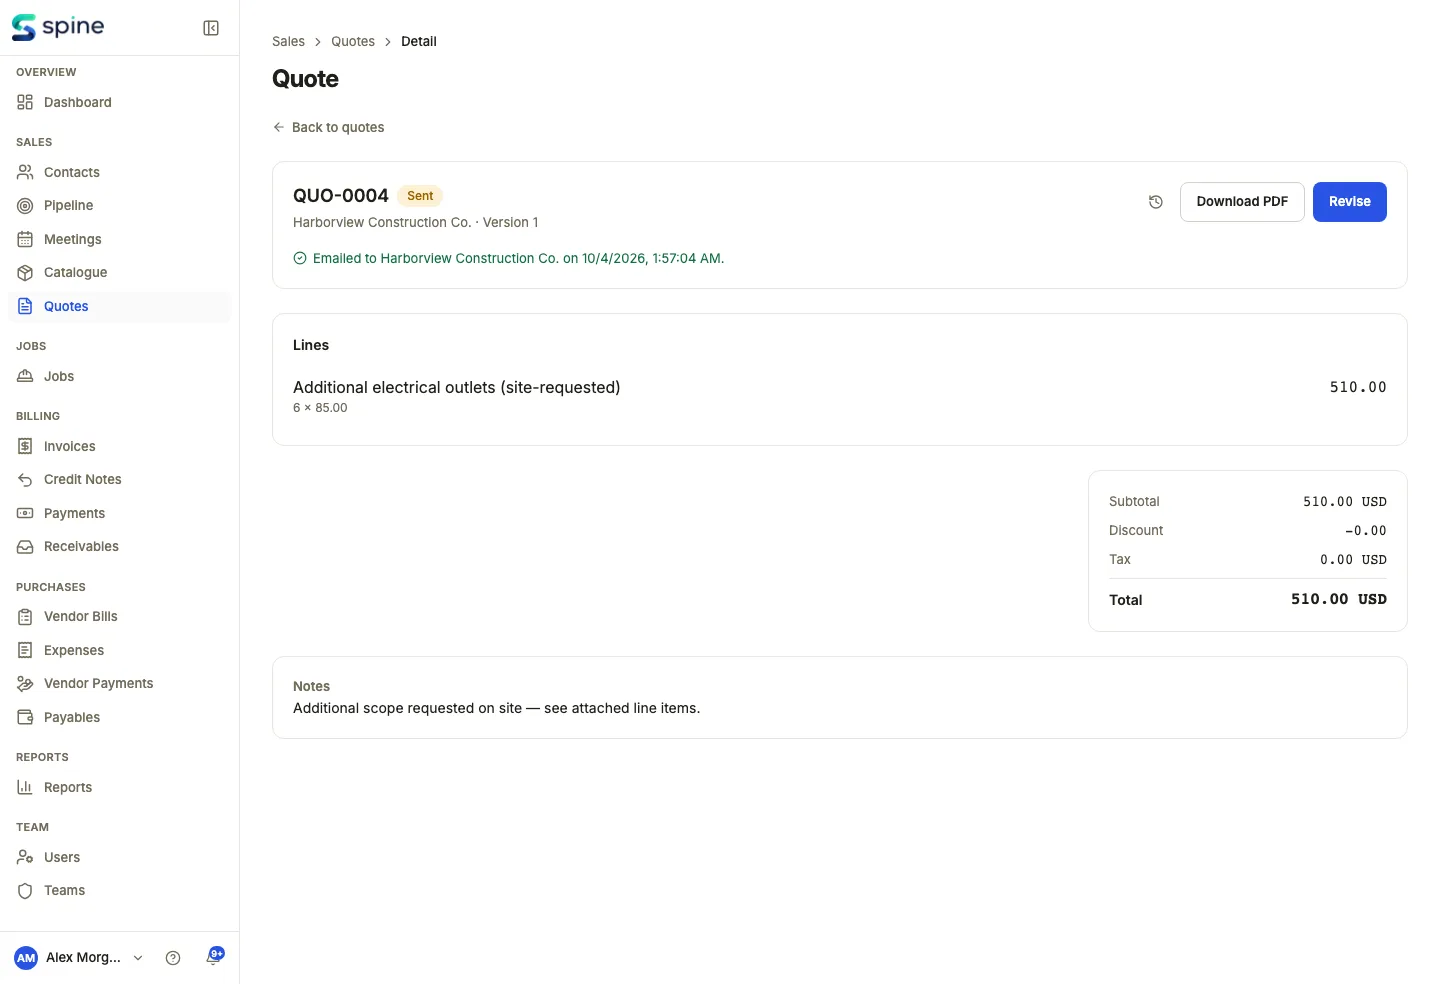 spine
OVERVIEW
Dashboard
SALES
Contacts
Pipeline
Meetings
Catalogue
Quotes
JOBS
Jobs
BILLING
Invoices
Credit Notes
Payments
Receivables
PURCHASES
Vendor Bills
Expenses
Vendor Payments
Payables
REPORTS
Reports
TEAM
Users
Teams
AM Alex Morg... 9+
Sales > Quotes > Detail
Quote
← Back to quotes
QUO-0004 Sent
Harborview Construction Co. · Version 1
Download PDF Revise
Emailed to Harborview Construction Co. on 10/4/2026, 1:57:04 AM.
Lines
Additional electrical outlets (site-requested) 510.00
6 × 85.00
Subtotal 510.00 USD
Discount −0.00
Tax 0.00 USD
Total 510.00 USD
Notes
Additional scope requested on site — see attached line items.